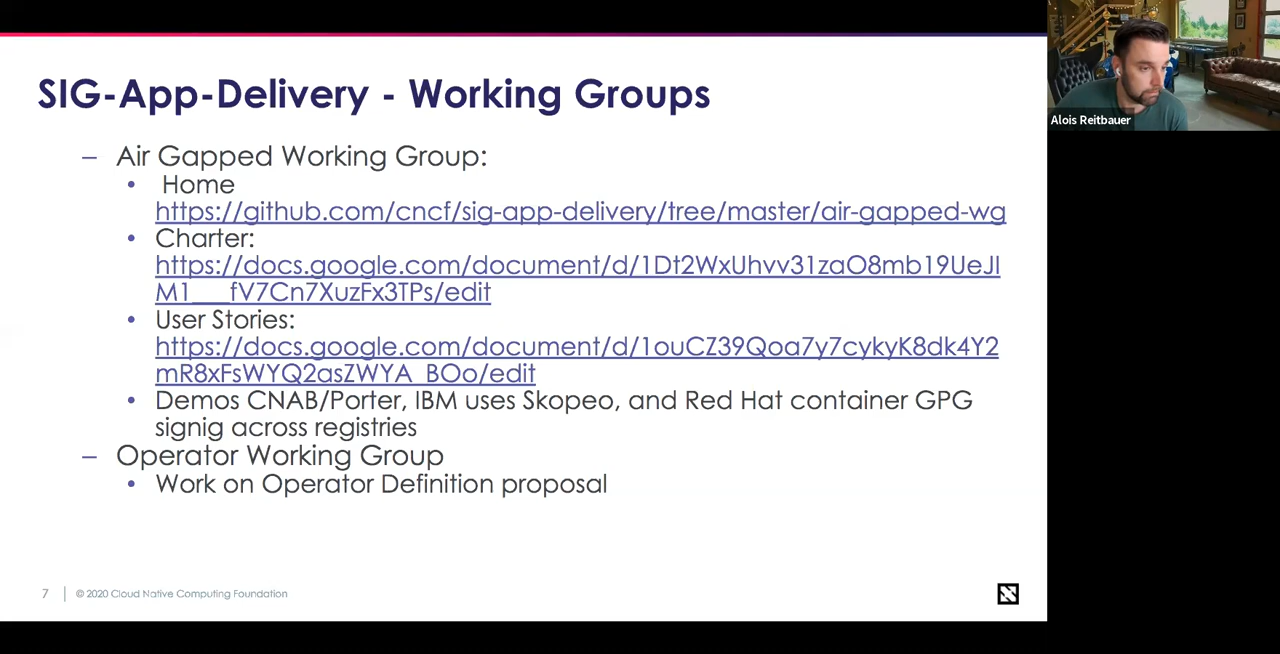 SIG-App-Delivery - Working Groups
– Air Gapped Working Group:
• Home
https://github.com/cncf/sig-app-delivery/tree/master/air-gapped-wg
• Charter:
https://docs.google.com/document/d/1Dt2WxUhvv31zaO8mb19UeJI
M1___fV7Cn7XuzFx3TPs/edit
• User Stories:
https://docs.google.com/document/d/1ouCZ39Qoa7y7cykyK8dk4Y2
mR8xFsWYQ2asZWYA_BOo/edit
• Demos CNAB/Porter, IBM uses Skopeo, and Red Hat container GPG
signig across registries
– Operator Working Group
• Work on Operator Definition proposal
7 | © 2020 Cloud Native Computing Foundation
Alois Reitbauer